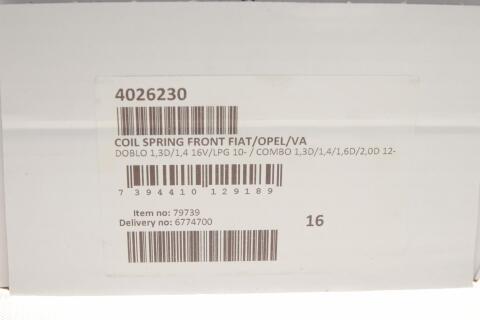 4026230
COIL SPRING FRONT FIAT/OPEL/VA
DOBLO 1,3D/1,4 16V/LPG 10- / COMBO 1,3D/1,4/1,6D/2,0D 12-
7 394410 129189
Item no: 79739
Delivery no: 6774700
16